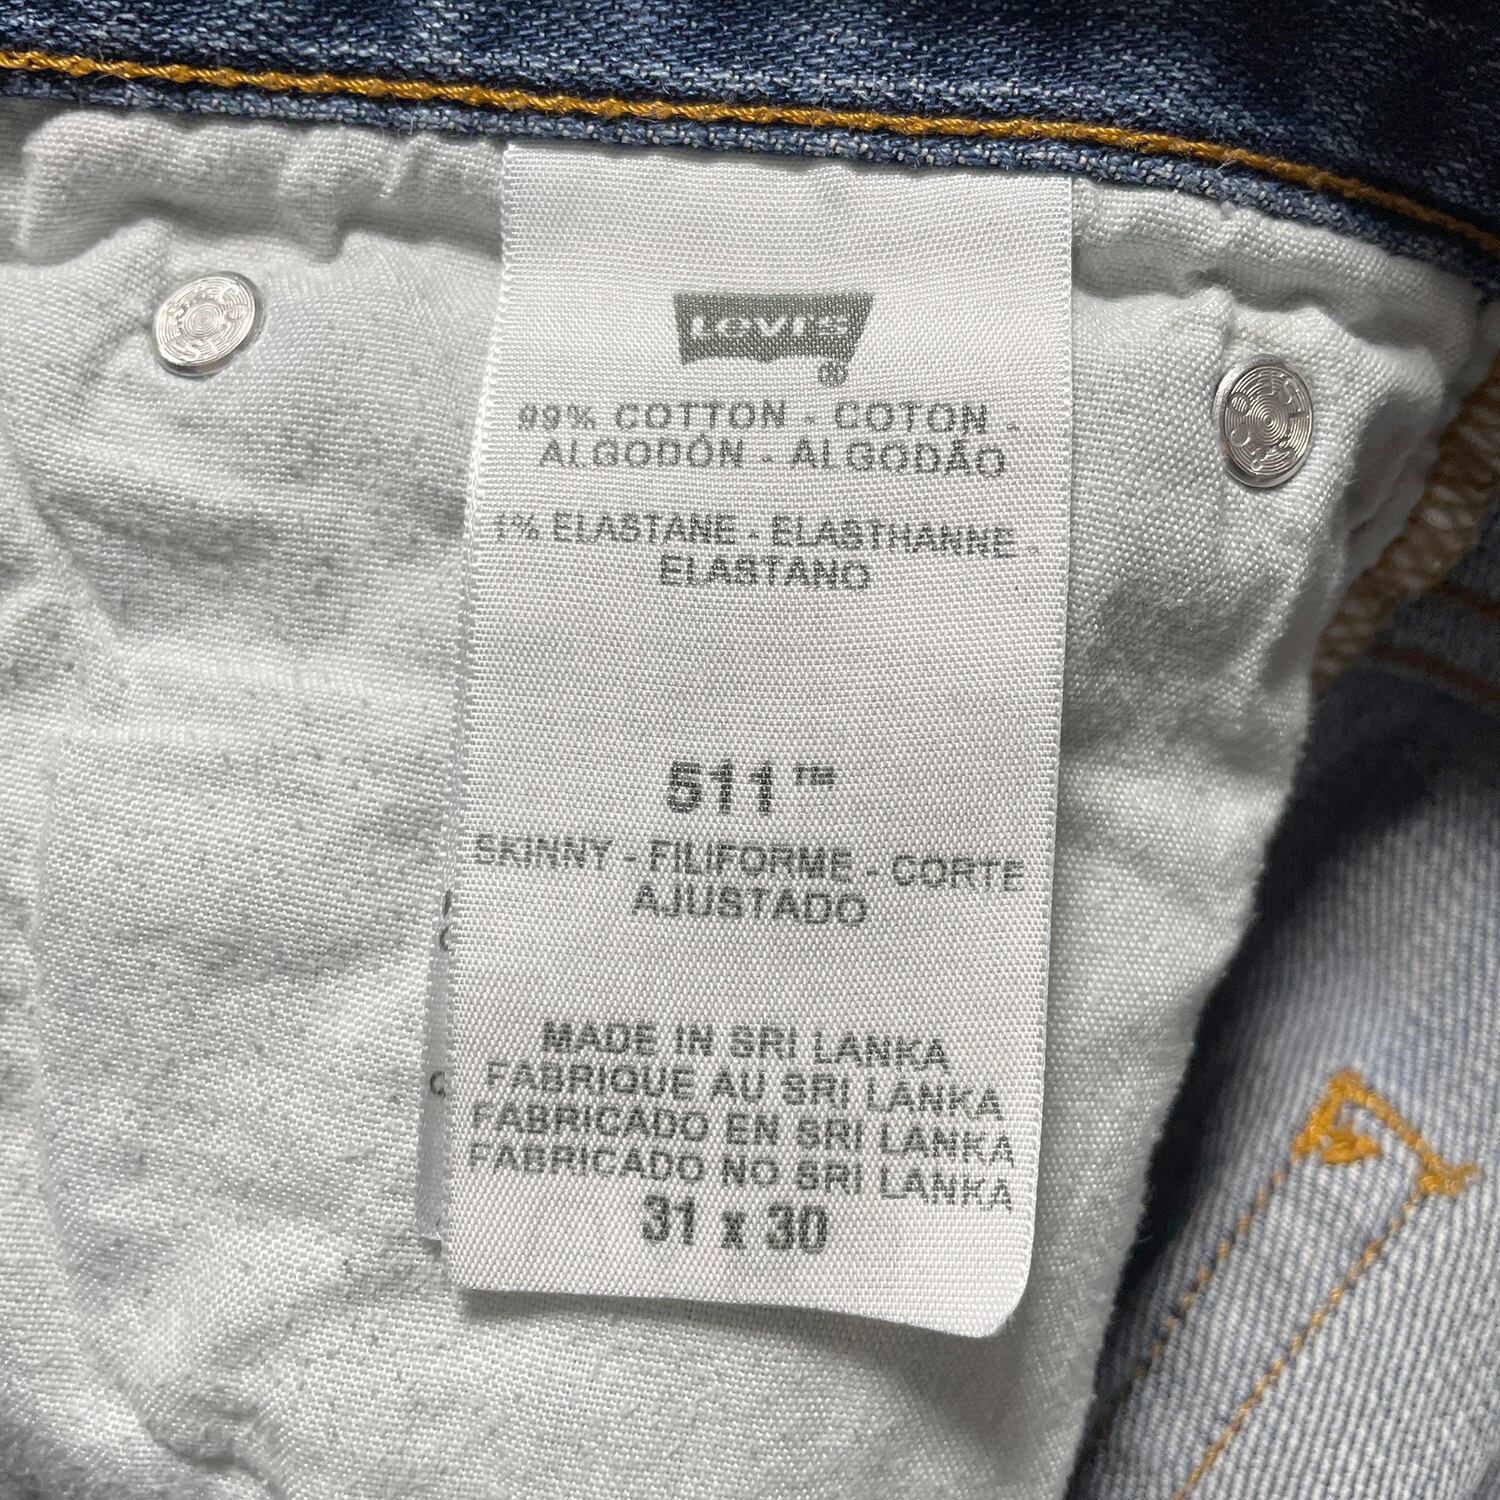 Levi's
®
99% COTTON - COTON -
ALGODÓN - ALGODÃO
1% ELASTANE - ELASTHANNE -
ELASTANO
511™
SKINNY - FILIFORME - CORTE
AJUSTADO
MADE IN SRI LANKA
FABRIQUE AU SRI LANKA
FABRICADO EN SRI LANKA
FABRICADO NO SRI LANKA
31 x 30